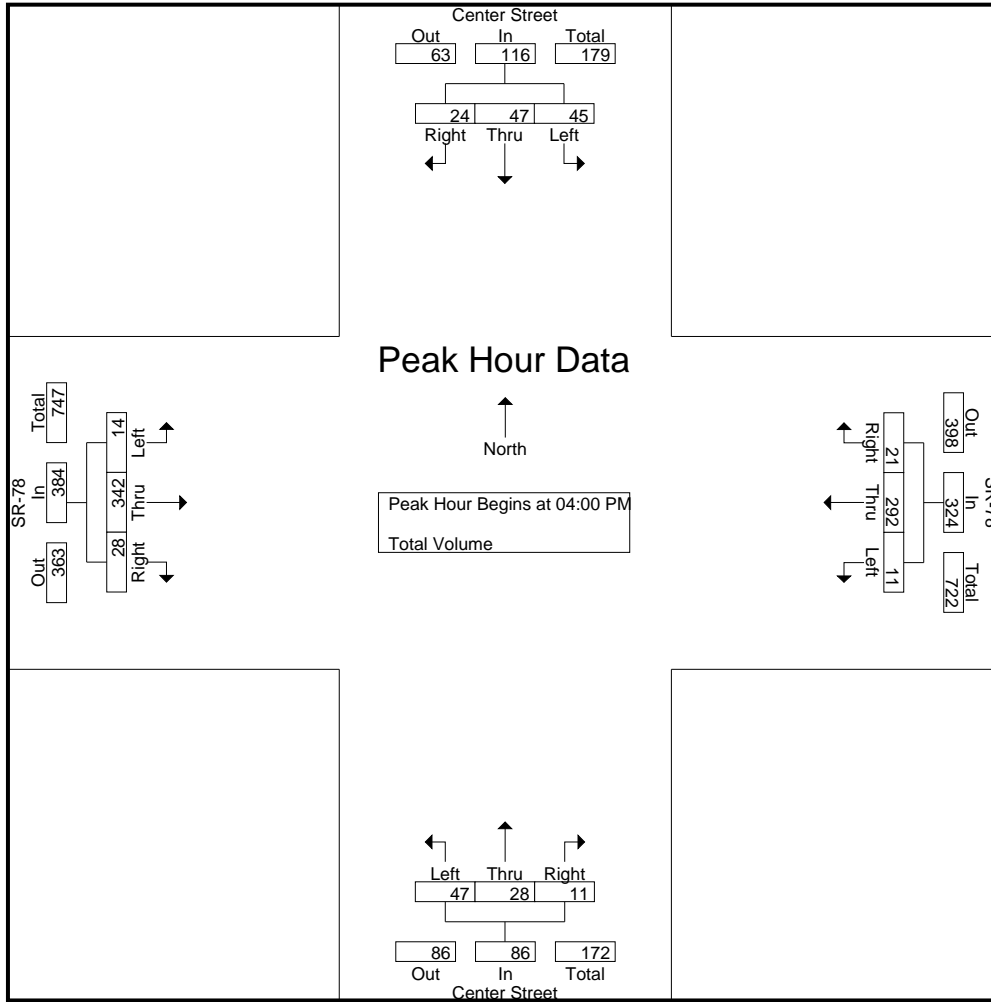 Center Street
Out In Total
63 116 179
24 47 45
Right Thru Left
Peak Hour Data
North
Peak Hour Begins at 04:00 PM
Total Volume
SR-78
Total In Out
747 384 363
14 342 28
Left Thru Right
Right Thru Left
21 292 11
Out In Total
398 324 722
SR-78
Left Thru Right
47 28 11
86 86 172
Out In Total
Center Street